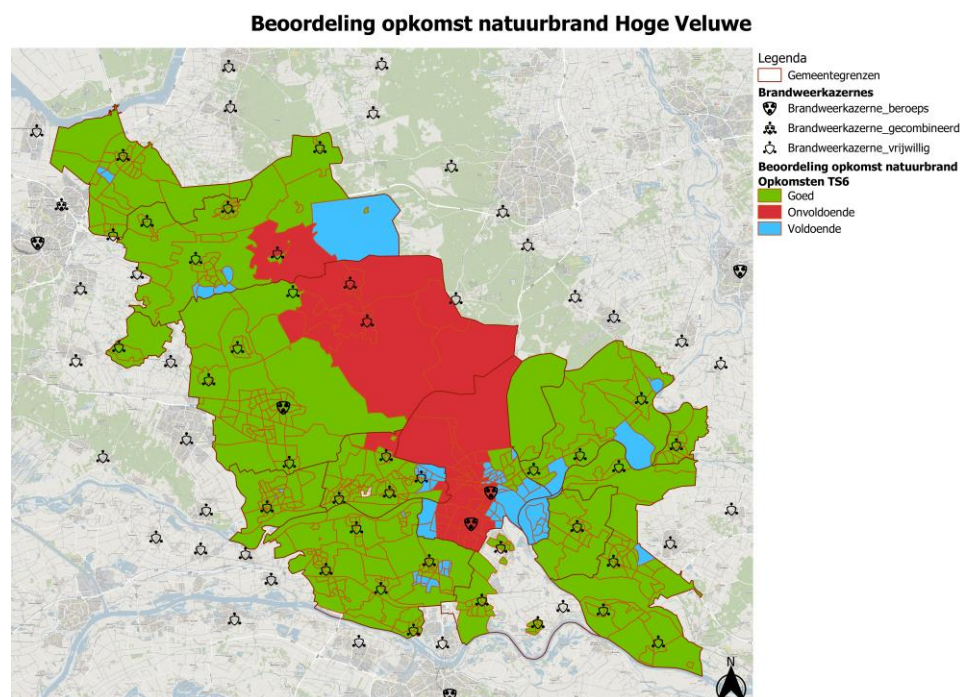 Beoordeling opkomst natuurbrand Hoge Veluwe
Legenda
Gemeentegrenzen
Brandweerkazernes
Brandweerkazerne_beroeps
Brandweerkazerne_gecombineerd
Brandweerkazerne_vrijwillig
Beoordeling opkomst natuurbrand
Opkomsten TS6
Goed
Onvoldoende
Voldoende
N